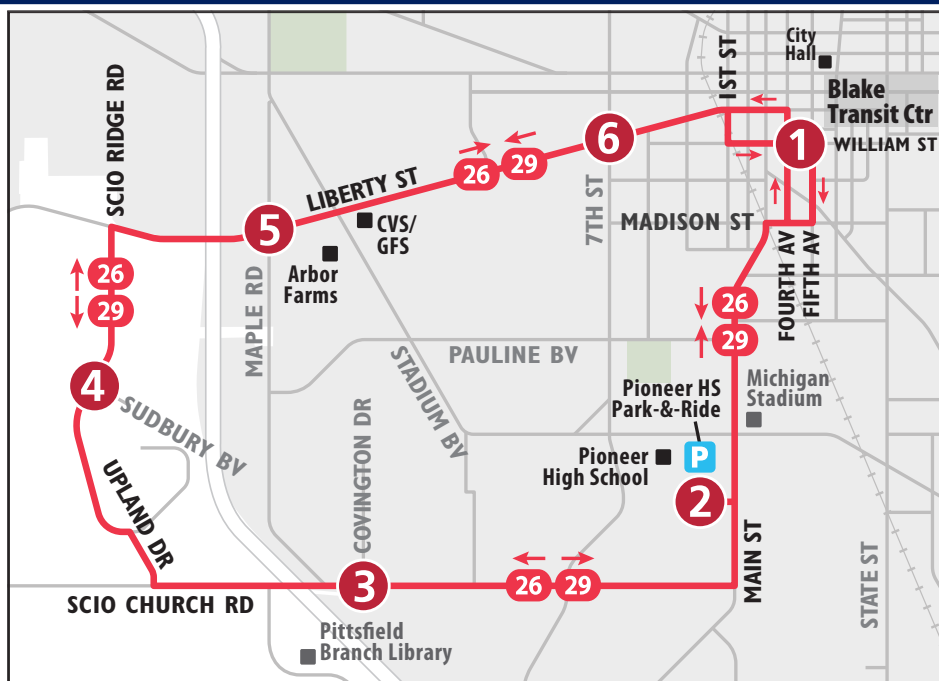 City
Hall
1ST ST
Blake
Transit Ctr
SCIO RIDGE RD
6
1
WILLIAM ST
26
29
LIBERTY ST
7TH ST
MADISON ST
5
CVS/
GFS
Arbor
Farms
MAPLE RD
FOURTH AV
FIFTH AV
26
29
26
29
PAULINE BV
STADIUM BV
4
SUDBURY BV
Pioneer HS
Park-&-Ride
Michigan
Stadium
COVINGTON DR
Pioneer
High School
P
2
UPLAND DR
MAIN ST
STATE ST
3
26
29
SCIO CHURCH RD
Pittsfield
Branch Library